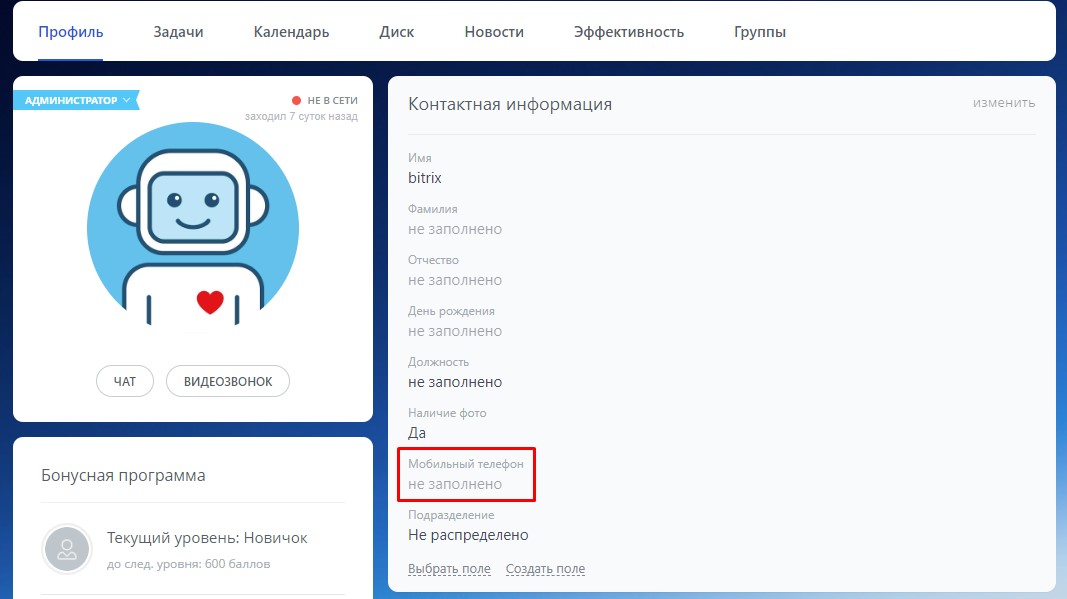 Профиль
Задачи
Календарь
Диск
Новости
Эффективность
Группы
АДМИНИСТРАТОР
НЕ В СЕТИ
заходил 7 суток назад
ЧАТ
ВИДЕОЗВОНОК
Бонусная программа
Текущий уровень: Новичок
до след. уровня: 600 баллов
Контактная информация
изменить
Имя
bitrix
Фамилия
не заполнено
Отчество
не заполнено
День рождения
не заполнено
Должность
не заполнено
Наличие фото
Да
Мобильный телефон
не заполнено
Подразделение
Не распределено
Выбрать поле
Создать поле